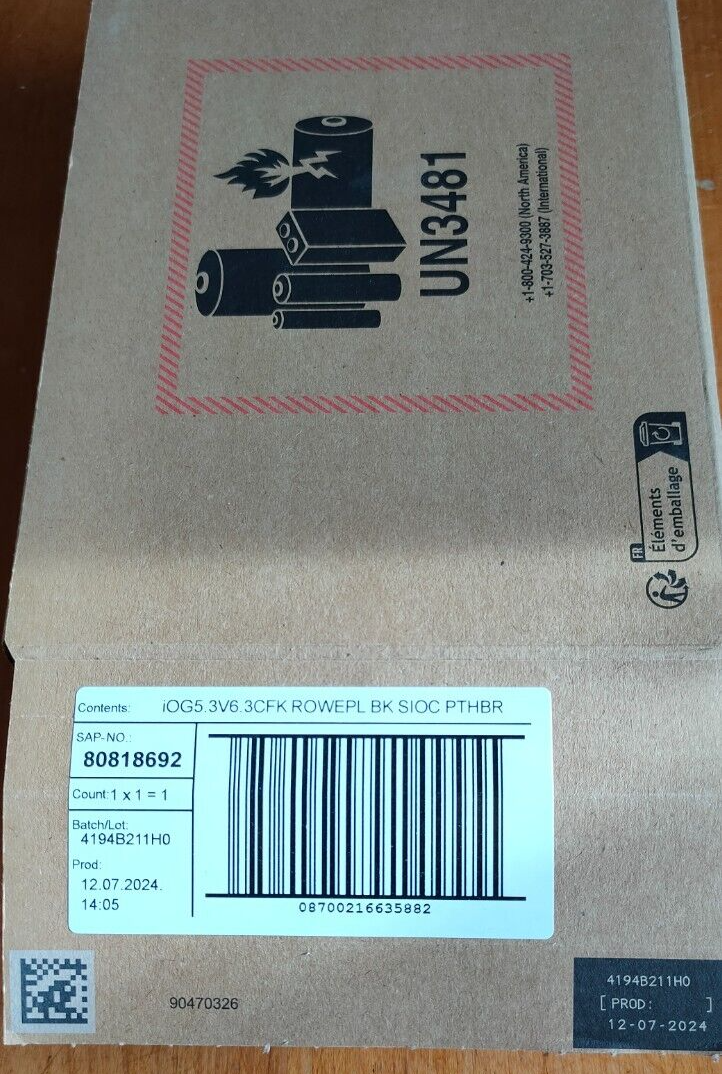 UN3481
+1-800-424-9300 (North America)
+1-703-527-3887 (International)
FR
Éléments
d'emballage
Contents: iOG5.3V6.3CFK ROWEPL BK SIOC PTHBR
SAP-NO.:
80818692
Count: 1 x 1 = 1
Batch/Lot:
4194B211H0
Prod:
12.07.2024.
14:05
08700216635882
90470326
4194B211H0
[ PROD: ]
12-07-2024